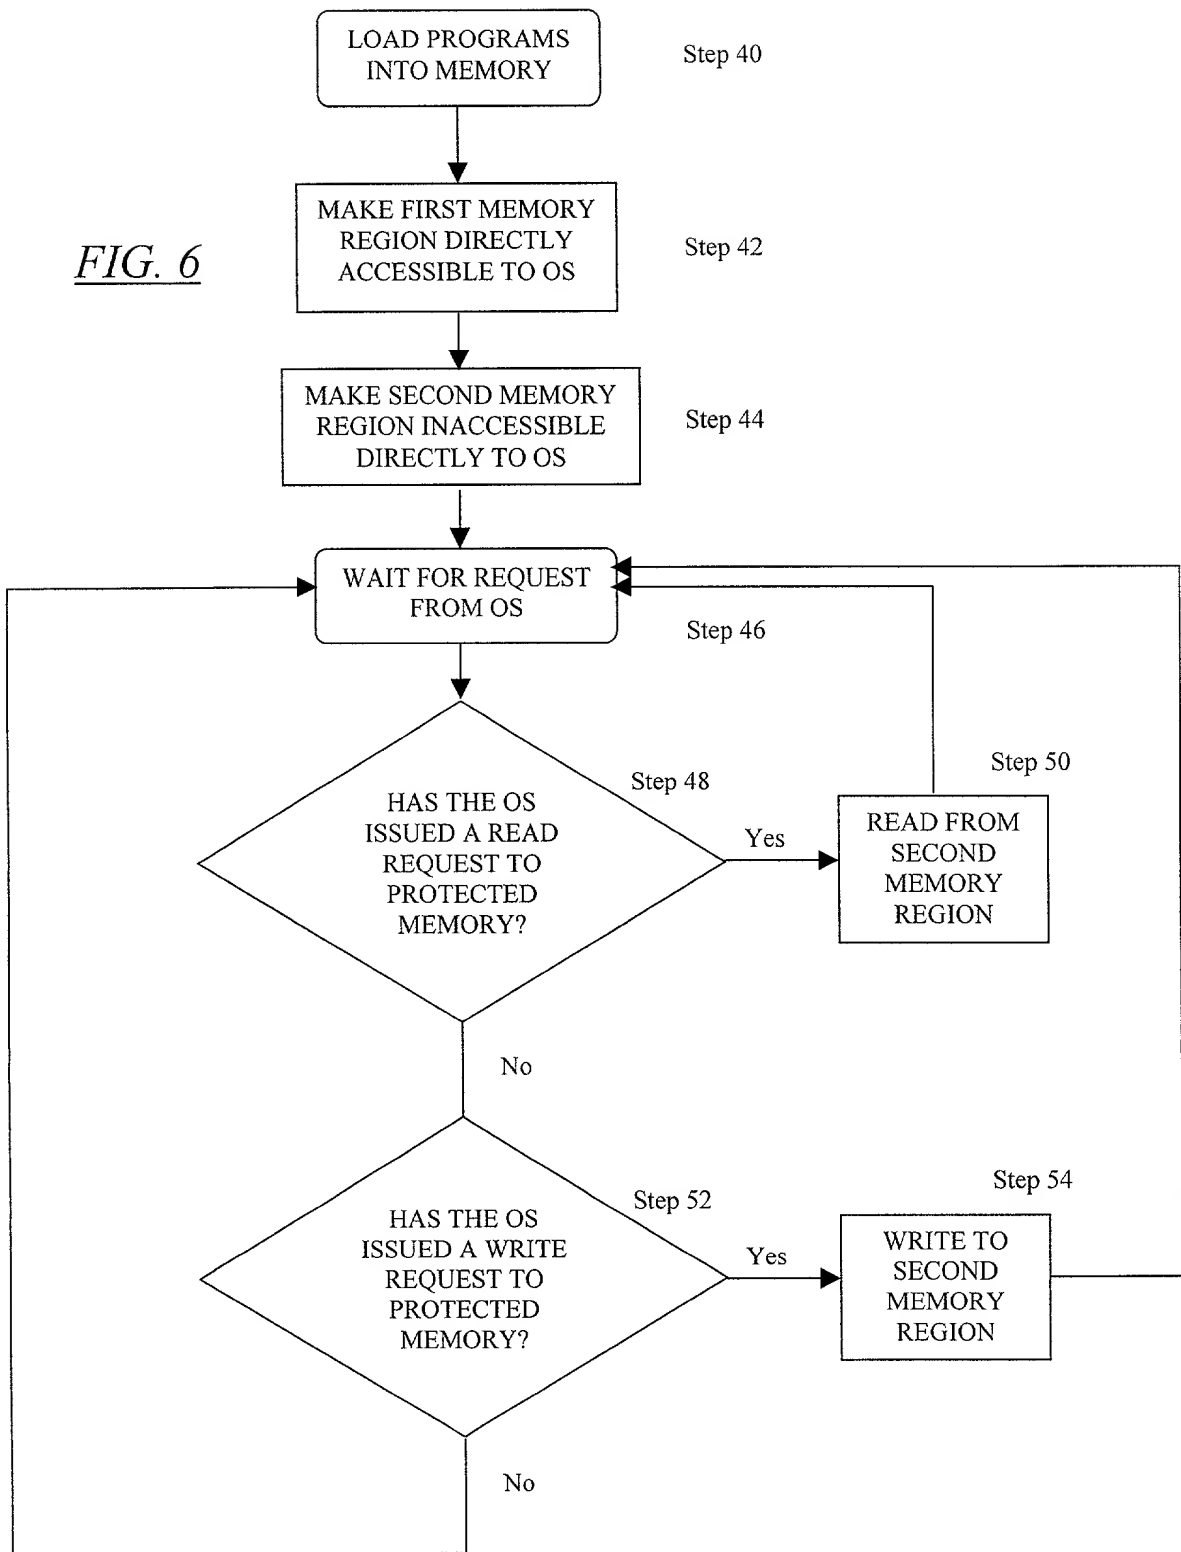 LOAD PROGRAMS
INTO MEMORY
Step 40
MAKE FIRST MEMORY
REGION DIRECTLY
ACCESSIBLE TO OS
Step 42
FIG. 6
MAKE SECOND MEMORY
REGION INACCESSIBLE
DIRECTLY TO OS
Step 44
WAIT FOR REQUEST
FROM OS
Step 46
HAS THE OS
ISSUED A READ
REQUEST TO
PROTECTED
MEMORY?
Step 48
Yes
Step 50
READ FROM
SECOND
MEMORY
REGION
No
HAS THE OS
ISSUED A WRITE
REQUEST TO
PROTECTED
MEMORY?
Step 52
Yes
Step 54
WRITE TO
SECOND
MEMORY
REGION
No